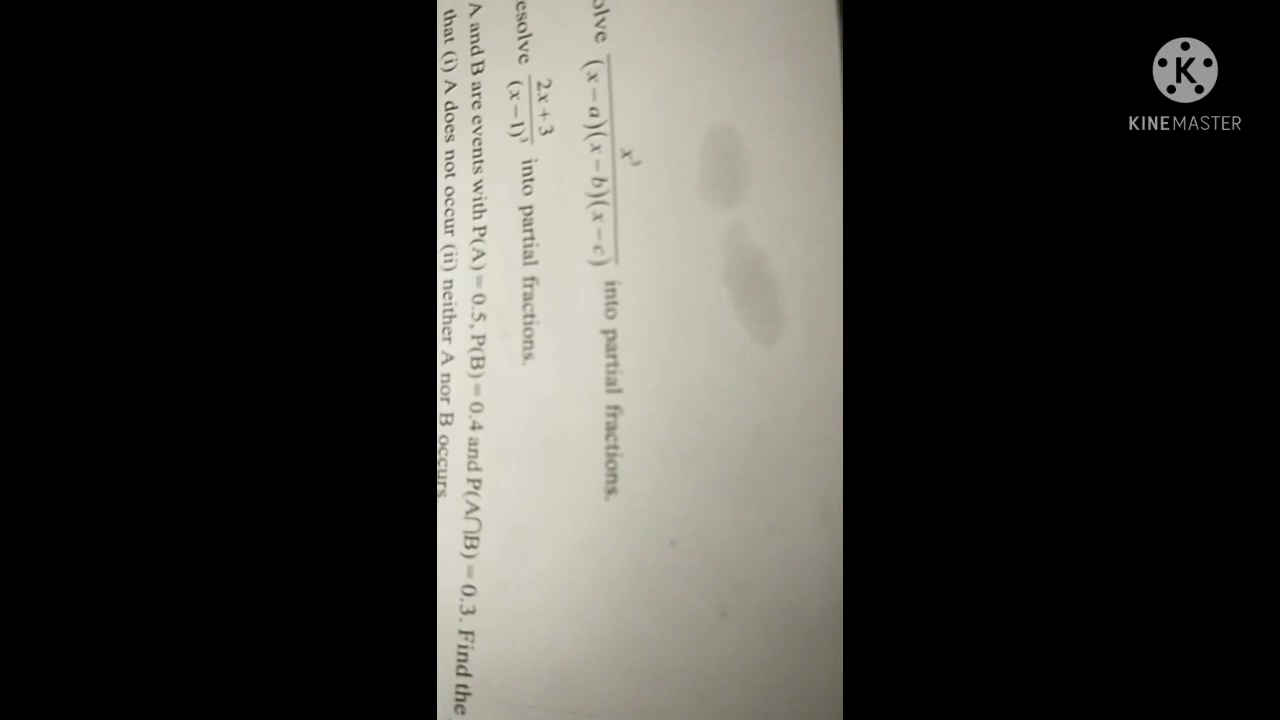 olve x³/(x−a)(x−b)(x−c) into partial fractions.
esolve 2x+3/(x−1)³ into partial fractions.
A and B are events with P(A)=0.5, P(B)=0.4 and P(A∩B)=0.3. Find the
that (i) A does not occur (ii) neither A nor B occurs
KINEMASTER